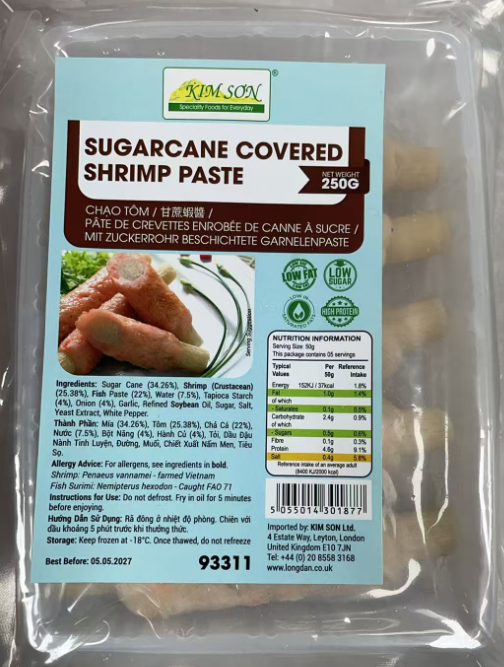 KIM SON®
Speciality Foods for Everyday
SUGARCANE COVERED
SHRIMP PASTE
NET WEIGHT
250G
CHẠO TÔM / 甘蔗蝦醬 /
PÂTE DE CREVETTES ENROBÉE DE CANNE À SUCRE /
MIT ZUCKERROHR BESCHICHTETE GARNELENPASTE
Serving Suggestion
LOW FAT
LOW
SUGAR
LOW IN
SATURATED FATS
HIGH PROTEIN
Ingredients: Sugar Cane (34.26%), Shrimp (Crustacean)
(25.38%), Fish Paste (22%), Water (7.5%), Tapioca Starch
(4%), Onion (4%), Garlic, Refined Soybean Oil, Sugar, Salt,
Yeast Extract, White Pepper.
Thành Phần: Mía (34.26%), Tôm (25.38%), Chả Cá (22%),
Nước (7.5%), Bột Năng (4%), Hành Củ (4%), Tỏi, Dầu Đậu
Nành Tinh Luyện, Đường, Muối, Chiết Xuất Nấm Men, Tiêu
Sọ.
Allergy Advice: For allergens, see ingredients in bold.
Shrimp: Penaeus vannamei - farmed Vietnam
Fish Surimi: Nemipterus hexodon - Caught FAO 71
Instructions for Use: Do not defrost. Fry in oil for 5 minutes
before enjoying.
Hướng Dẫn Sử Dụng: Rã đông ở nhiệt độ phòng. Chiên với
dầu khoảng 5 phút trước khi thưởng thức.
Storage: Keep frozen at -18°C. Once thawed, do not refreeze
Best Before: 05.05.2027
93311
NUTRITION INFORMATION
Serving Size: 50g
This package contains 05 servings
Typical Values Per 50g Reference Intake
Energy 152KJ / 37kcal 1.8%
Fat 1.0g 1.4%
of which
- Saturates 0.1g 0.5%
Carbohydrate 2.4g 0.9%
of which
- Sugars 0.5g 0.6%
Fibre 0.1g 0.3%
Protein 4.6g 9.1%
Salt 0.4g 5.8%
Reference intake of an average adult
(8400 KJ/2000 kcal)
5 055014 301877
Imported by: KIM SON Ltd.
4 Estate Way, Leyton, London
United Kingdom E10 7JN
Tel: +44 (0) 20 8558 3168
www.longdan.co.uk